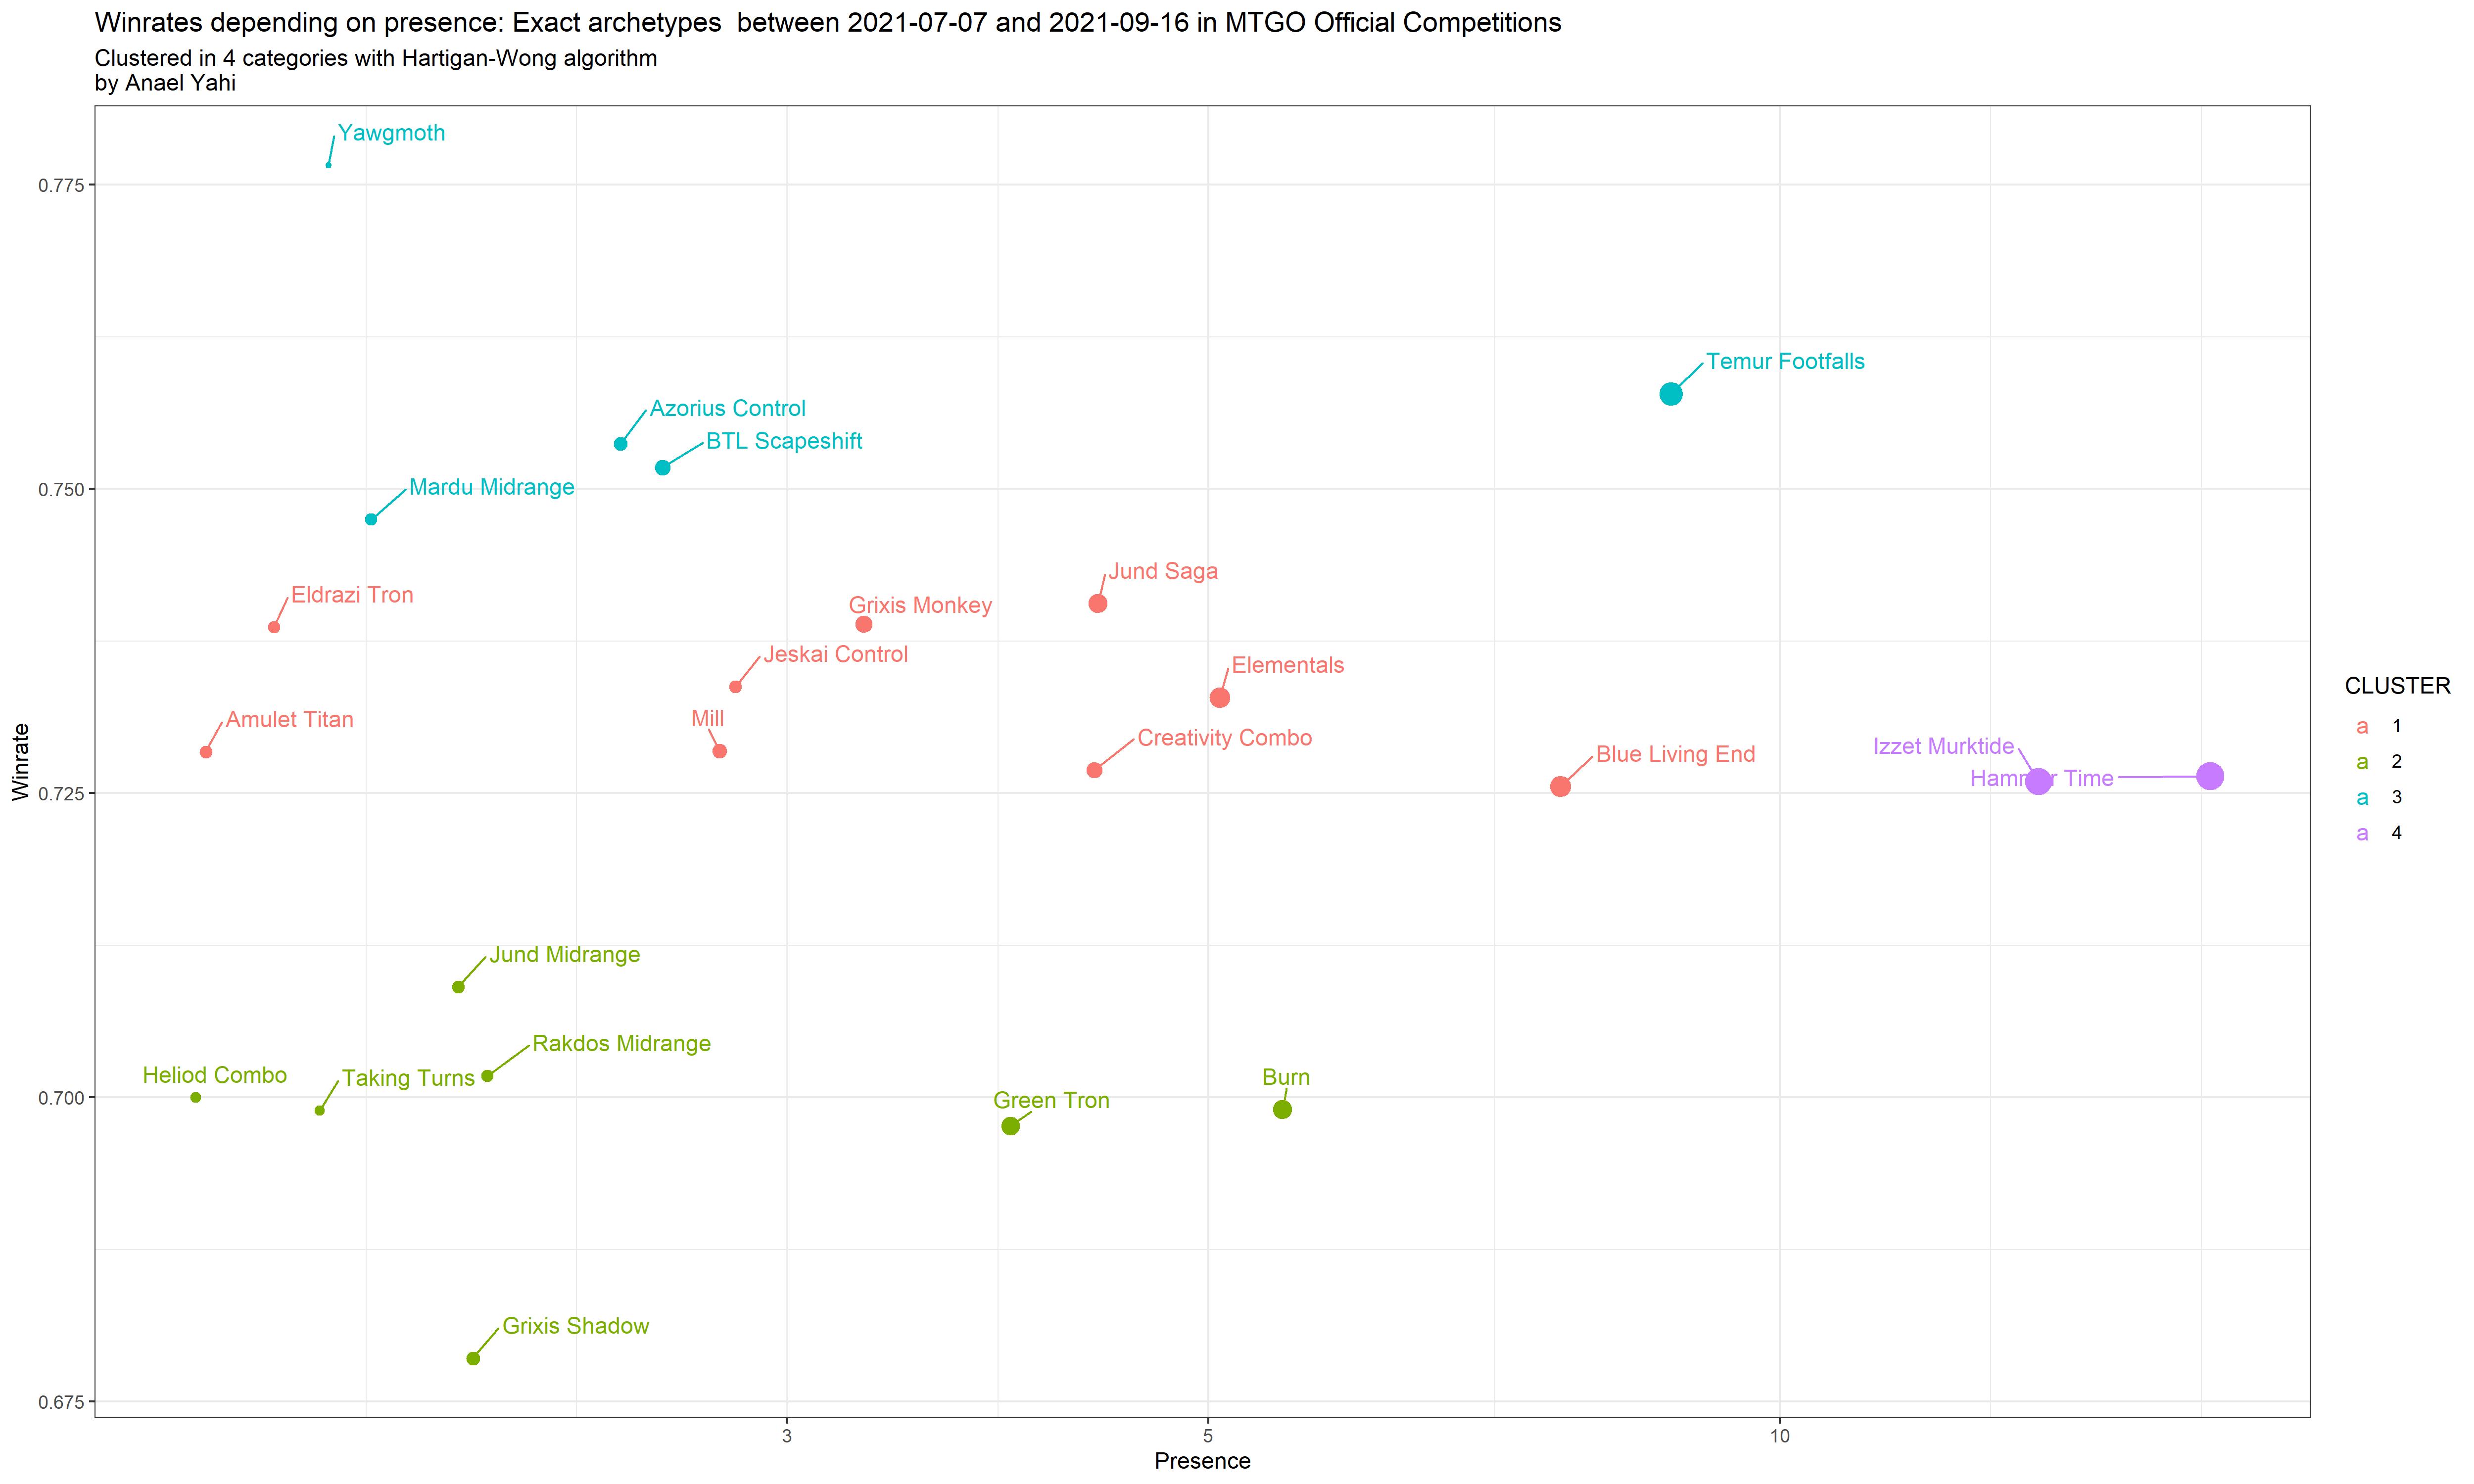 Winrates depending on presence: Exact archetypes  between 2021-07-07 and 2021-09-16 in MTGO Official Competitions
Clustered in 4 categories with Hartigan-Wong algorithm
by Anael Yahi
Yawgmoth
0.775
Temur Footfalls
Azorius Control
BTL Scapeshift
Mardu Midrange
0.750
Jund Saga
Eldrazi Tron
Grixis Monkey
Jeskai Control
Elementals
CLUSTER
Amulet Titan
Mill
a 1
Creativity Combo
Izzet Murktide
Blue Living End
a 2
Hammer Time
Winrate
0.725
a 3
a 4
Jund Midrange
Rakdos Midrange
Heliod Combo
Taking Turns
Burn
0.700
Green Tron
Grixis Shadow
0.675
3
5
10
Presence